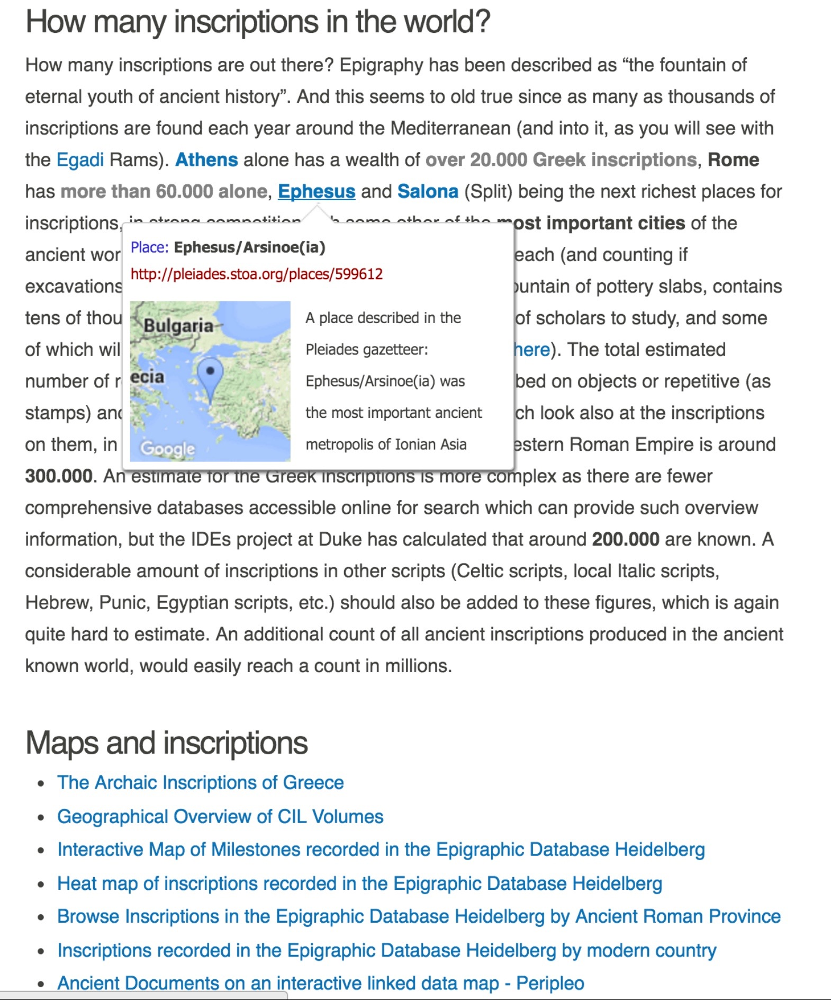 How many inscriptions in the world?
How many inscriptions are out there? Epigraphy has been described as “the fountain of
eternal youth of ancient history”. And this seems to old true since as many as thousands of
inscriptions are found each year around the Mediterranean (and into it, as you will see with
the Egadi Rams). Athens alone has a wealth of over 20.000 Greek inscriptions, Rome
has more than 60.000 alone, Ephesus and Salona (Split) being the next richest places for
inscriptions, in strong competition some other of the most important cities of the
ancient each (and counting if
excavations of pottery slabs, contains
tens of of scholars to study, and some
of which here). The total estimated
number of on objects or repetitive (as
stamps) look also at the inscriptions
on them, in Roman Empire is around
Place: Ephesus/Arsinoe(ia)
http://pleiades.stoa.org/places/599612
Bulgaria
ecia
Google
A place described in the
Pleiades gazetteer:
Ephesus/Arsinoe(ia) was
the most important ancient
metropolis of Ionian Asia
300.000. An estimate for the Greek inscriptions is more complex as there are fewer
comprehensive databases accessible online for search which can provide such overview
information, but the IDEs project at Duke has calculated that around 200.000 are known. A
considerable amount of inscriptions in other scripts (Celtic scripts, local Italic scripts,
Hebrew, Punic, Egyptian scripts, etc.) should also be added to these figures, which is again
quite hard to estimate. An additional count of all ancient inscriptions produced in the ancient
known world, would easily reach a count in millions.
Maps and inscriptions
• The Archaic Inscriptions of Greece
• Geographical Overview of CIL Volumes
• Interactive Map of Milestones recorded in the Epigraphic Database Heidelberg
• Heat map of inscriptions recorded in the Epigraphic Database Heidelberg
• Browse Inscriptions in the Epigraphic Database Heidelberg by Ancient Roman Province
• Inscriptions recorded in the Epigraphic Database Heidelberg by modern country
• Ancient Documents on an interactive linked data map - Peripleo